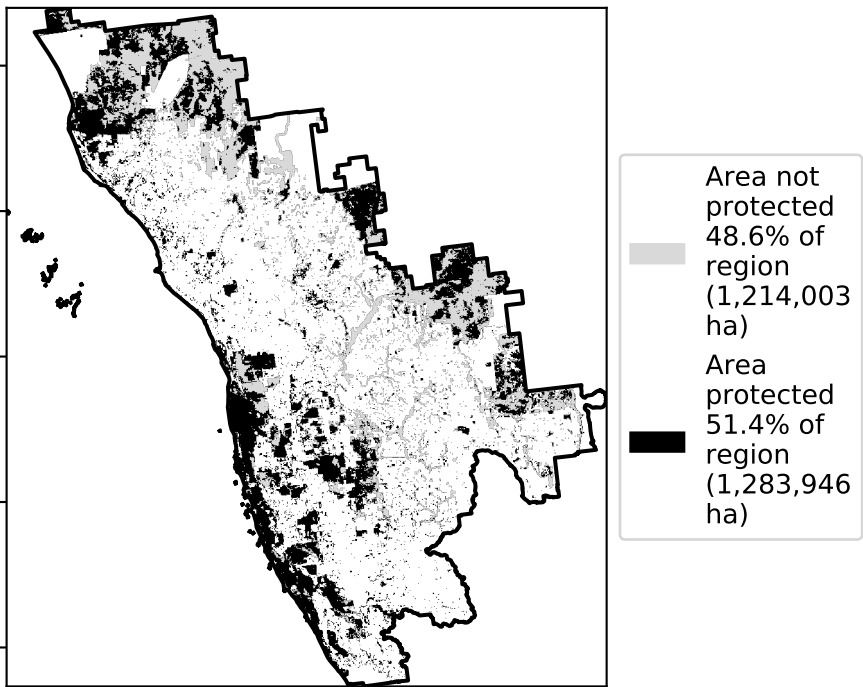 Area not
protected
48.6% of
region
(1,214,003
ha)
Area
protected
51.4% of
region
(1,283,946
ha)